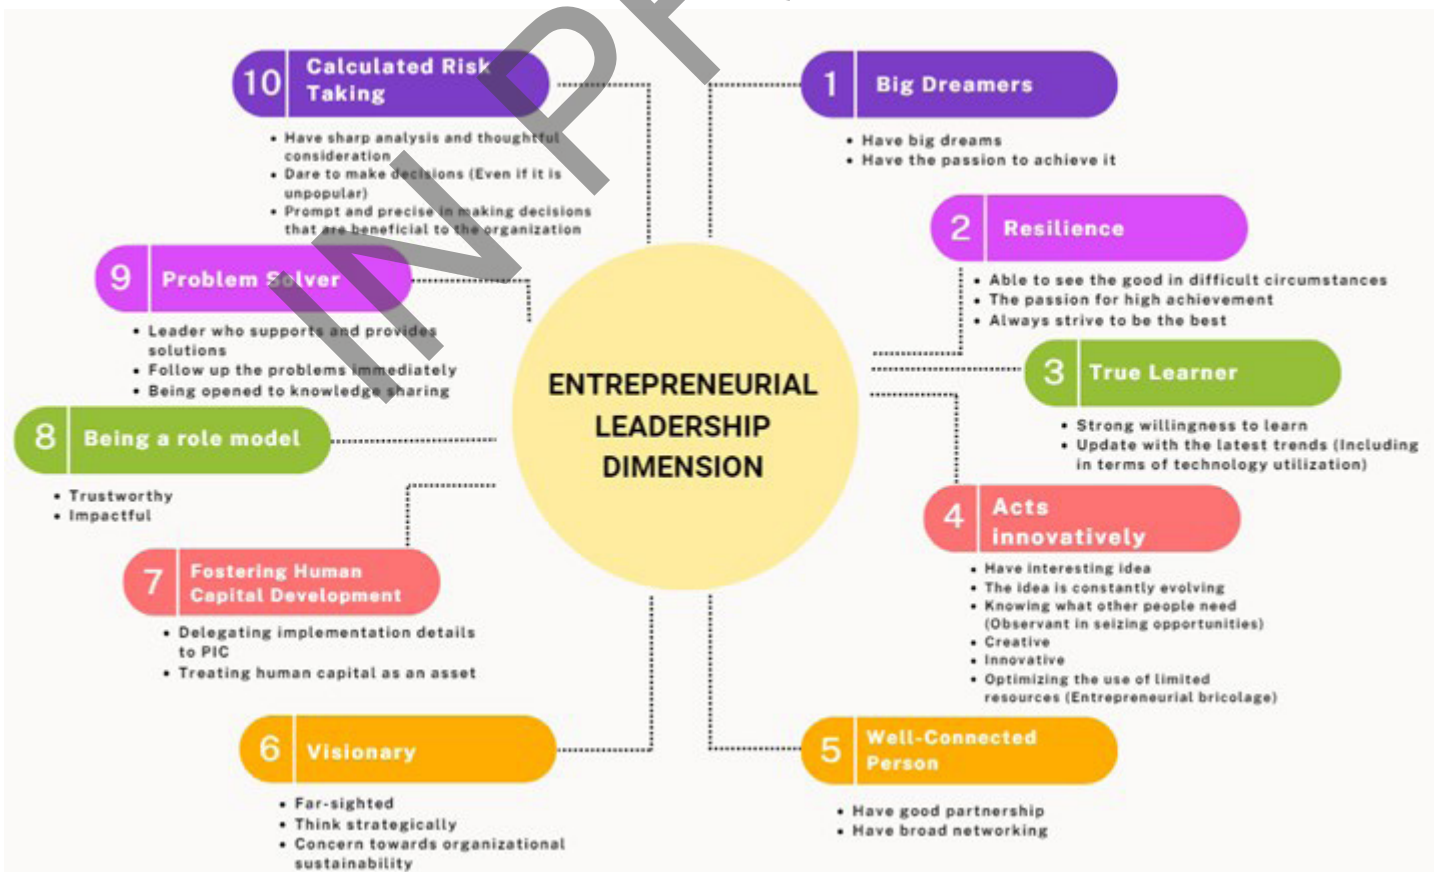 IN PR
ENTREPRENEURIAL
LEADERSHIP
DIMENSION
1
Big Dreamers
• Have big dreams
• Have the passion to achieve it
2
Resilience
• Able to see the good in difficult circumstances
• The passion for high achievement
• Always strive to be the best
3
True Learner
• Strong willingness to learn
• Update with the latest trends (Including
in terms of technology utilization)
4
Acts
innovatively
• Have interesting idea
• The idea is constantly evolving
• Knowing what other people need
(Observant in seizing opportunities)
• Creative
• Innovative
• Optimizing the use of limited
resources (Entrepreneurial bricolage)
5
Well-Connected
Person
• Have good partnership
• Have broad networking
6
Visionary
• Far-sighted
• Think strategically
• Concern towards organizational
sustainability
7
Fostering Human
Capital Development
• Delegating implementation details
to PIC
• Treating human capital as an asset
8
Being a role model
• Trustworthy
• Impactful
9
Problem Solver
• Leader who supports and provides
solutions
• Follow up the problems immediately
• Being opened to knowledge sharing
10
Calculated Risk
Taking
• Have sharp analysis and thoughtful
consideration
• Dare to make decisions (Even if it is
unpopular)
• Prompt and precise in making decisions
that are beneficial to the organization